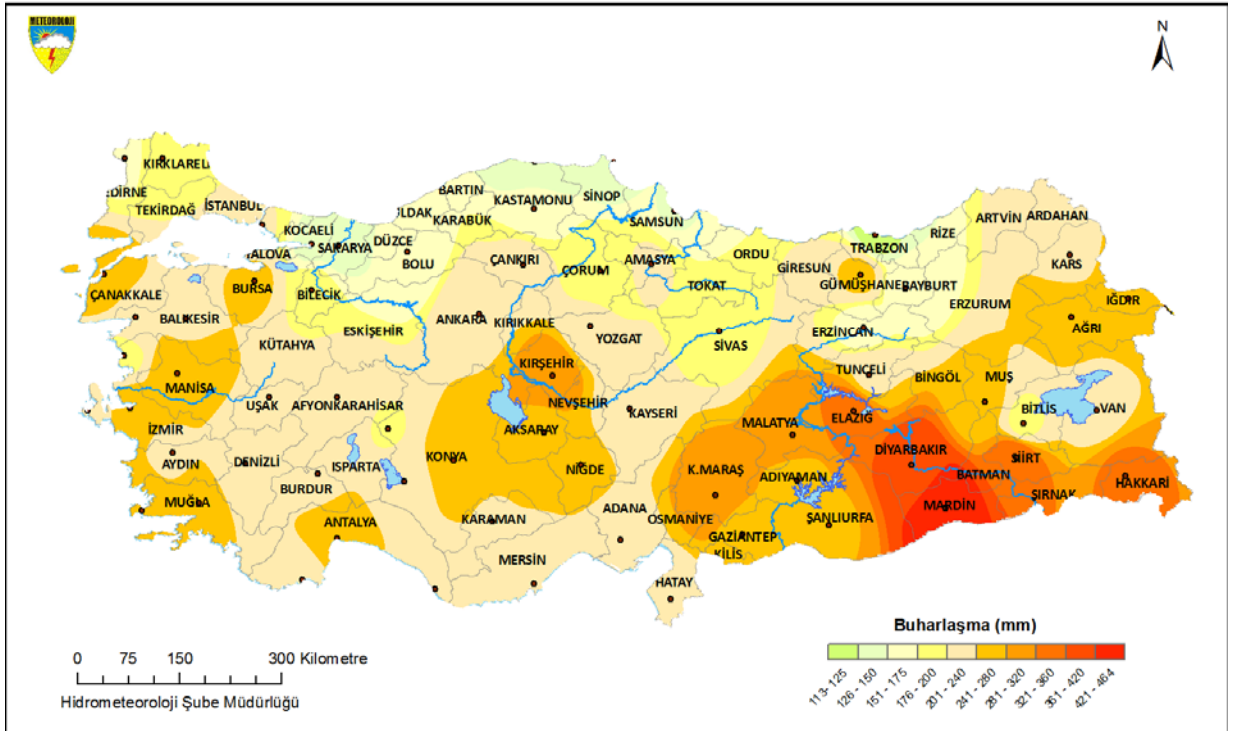 METEOROLOJİ
N
KIRKLARELİ
EDİRNE
TEKİRDAĞ
İSTANBUL
KOCAELİ
SAKARYA
DÜZCE
BOLU
YALOVA
BURSA
BİLECİK
ÇANAKKALE
BALIKESİR
ESKİŞEHİR
KÜTAHYA
BARTIN
ULDAK
KARABÜK
KASTAMONU
SİNOP
SAMSUN
ÇANKIRI
ÇORUM
AMASYA
TOKAT
ORDU
GİRESUN
TRABZON
RİZE
ARTVİN
ARDAHAN
KARS
GÜMÜŞHANE
BAYBURT
ERZURUM
IĞDIR
AĞRI
ERZİNCAN
ANKARA
KIRIKKALE
YOZGAT
SİVAS
KIRŞEHİR
NEVŞEHİR
KAYSERİ
TUNÇELİ
BİNGÖL
MUŞ
BİTLİS
VAN
MANİSA
UŞAK
AFYONKARAHİSAR
İZMİR
AYDIN
DENİZLİ
ISPARTA
BURDUR
MUĞLA
ANTALYA
KONYA
AKSARAY
NİĞDE
KARAMAN
MERSİN
ADANA
OSMANİYE
HATAY
K.MARAŞ
MALATYA
ELAZIĞ
ADIYAMAN
GAZİANTEP
KİLİS
ŞANLIURFA
DİYARBAKIR
BATMAN
MARDİN
SİİRT
ŞIRNAK
HAKKARİ
Buharlaşma (mm)
113-125
126 - 150
151 - 175
176 - 200
201 - 240
241 - 280
281 - 320
321 - 360
361 - 420
421 - 464
0 75 150 300 Kilometre
Hidrometeoroloji Şube Müdürlüğü